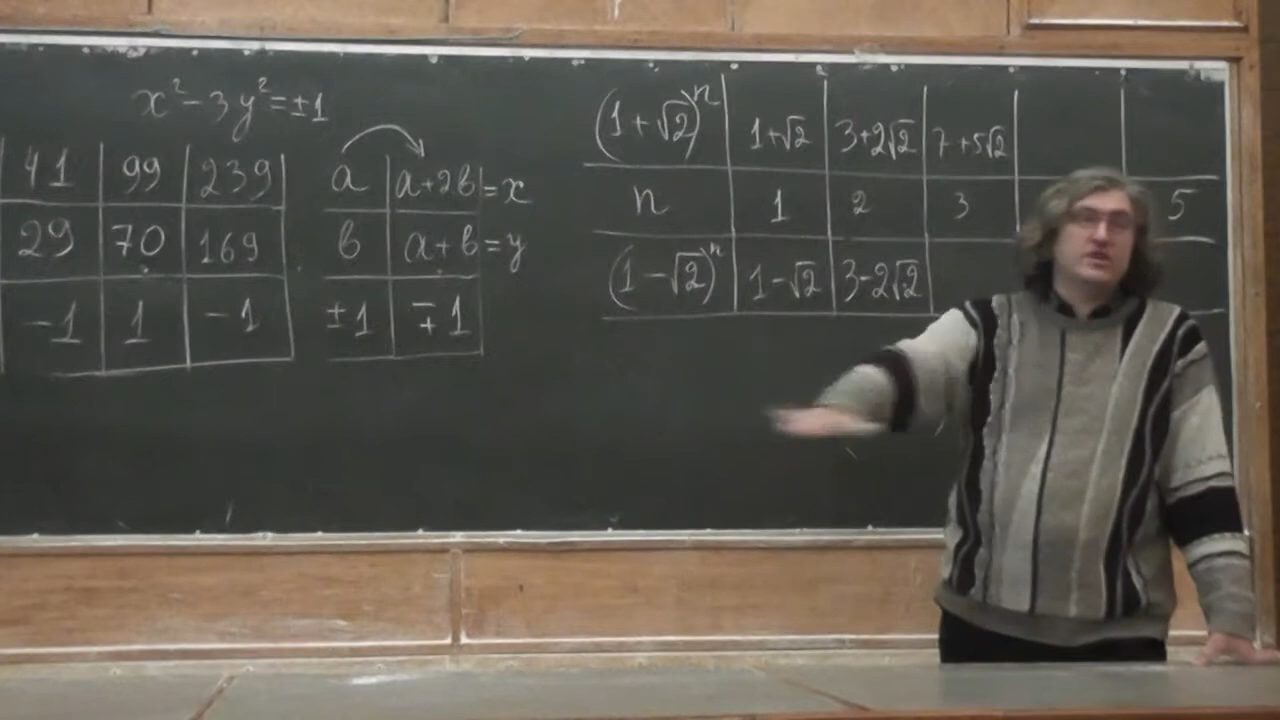 x² - 3y² = ±1
41 99 239
29 70 169
-1 1 -1
a a+2b = x
b a+b = y
±1 ∓1
(1+√2)ⁿ 1+√2 3+2√2 7+5√2
n 1 2 3 5
(1-√2)ⁿ 1-√2 3-2√2